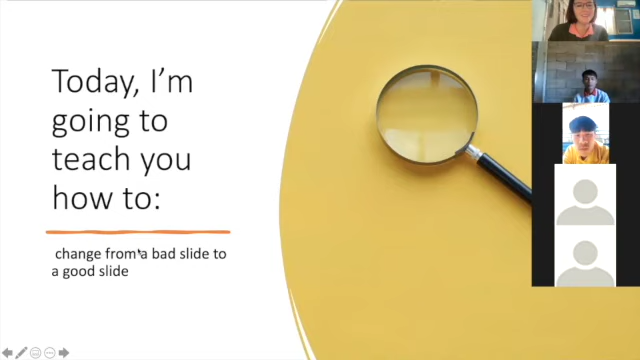 Today, I’m
going to
teach you
how to:
change from a bad slide to
a good slide